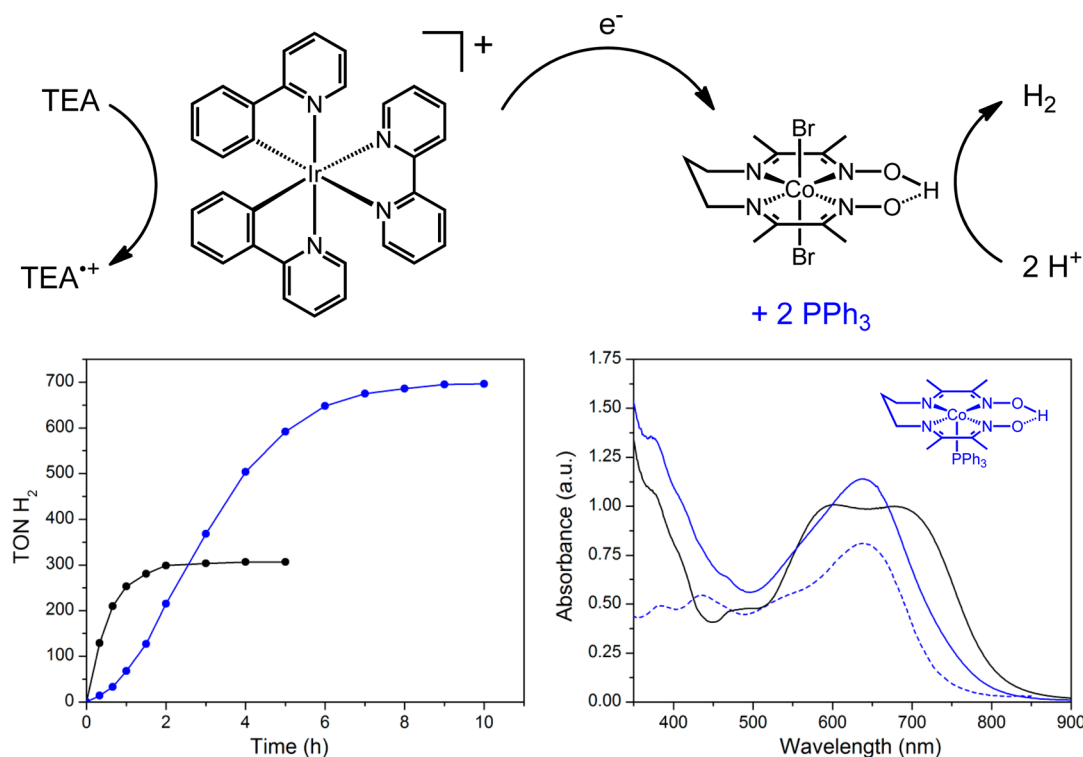 TEA
TEA•+
N
Ir
N
N
N
+
e-
Br
N
N
O
Co
H
N
N
O
Br
H2
2 H+
+ 2 PPh3
TON H2
700
600
500
400
300
200
100
0
0
2
4
6
8
10
Time (h)
Absorbance (a.u.)
1.75
1.50
1.25
1.00
0.75
0.50
0.25
0.00
400
500
600
700
800
900
Wavelength (nm)
N
N
O
Co
H
N
N
O
PPh3